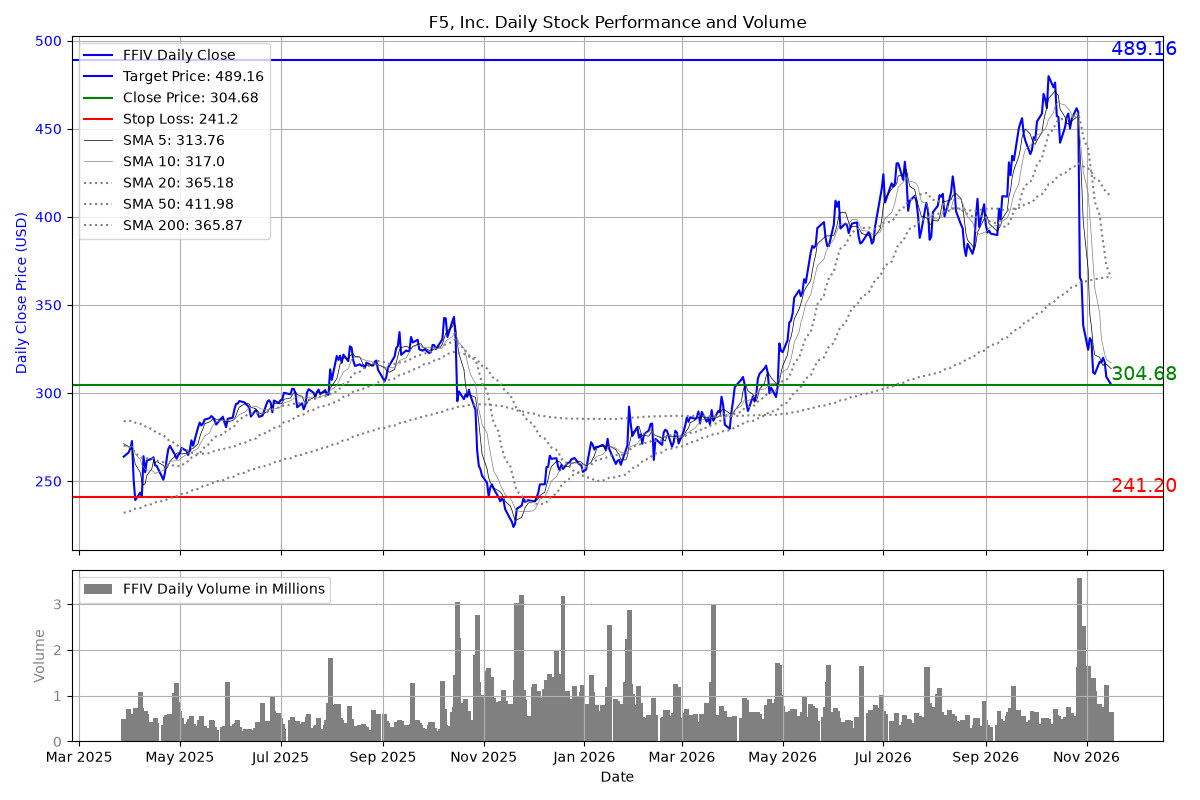 F5, Inc. Daily Stock Performance and Volume
500
450
400
350
300
250
Daily Close Price (USD)
FFIV Daily Close
Target Price: 489.16
Close Price: 304.68
Stop Loss: 241.2
SMA 5: 313.76
SMA 10: 317.0
SMA 20: 365.18
SMA 50: 411.98
SMA 200: 365.87
489.16
304.68
241.20
FFIV Daily Volume in Millions
3
2
1
0
Volume
Mar 2025 May 2025 Jul 2025 Sep 2025 Nov 2025 Jan 2026 Mar 2026 May 2026 Jul 2026 Sep 2026 Nov 2026
Date